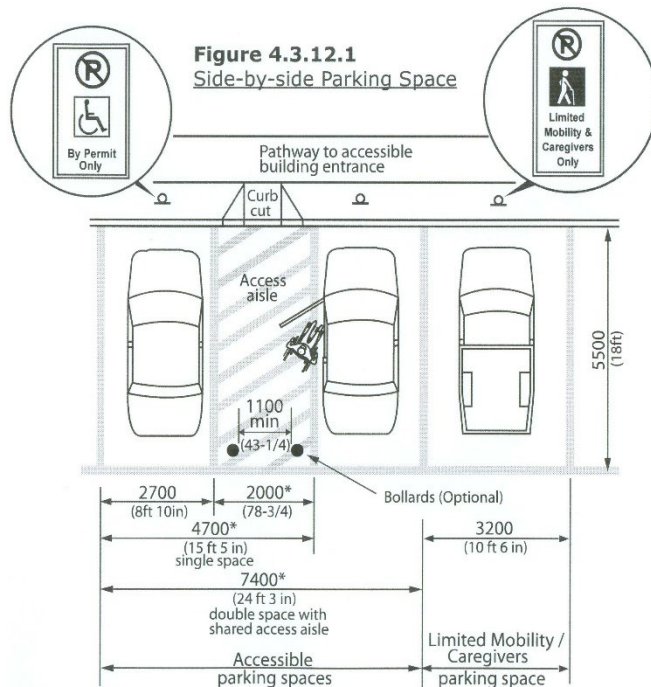 Figure 4.3.12.1
Side-by-side Parking Space
P
By Permit
Only
P
Limited
Mobility &
Caregivers
Only
Pathway to accessible
building entrance
Curb
cut
Access
aisle
1100
min
(43-1/4)
5500
(18ft)
Bollards (Optional)
2700
(8ft 10in)
2000*
(78-3/4)
4700*
(15 ft 5 in)
single space
3200
(10 ft 6 in)
7400*
(24 ft 3 in)
double space with
shared access aisle
Accessible
parking spaces
Limited Mobility /
Caregivers
parking space